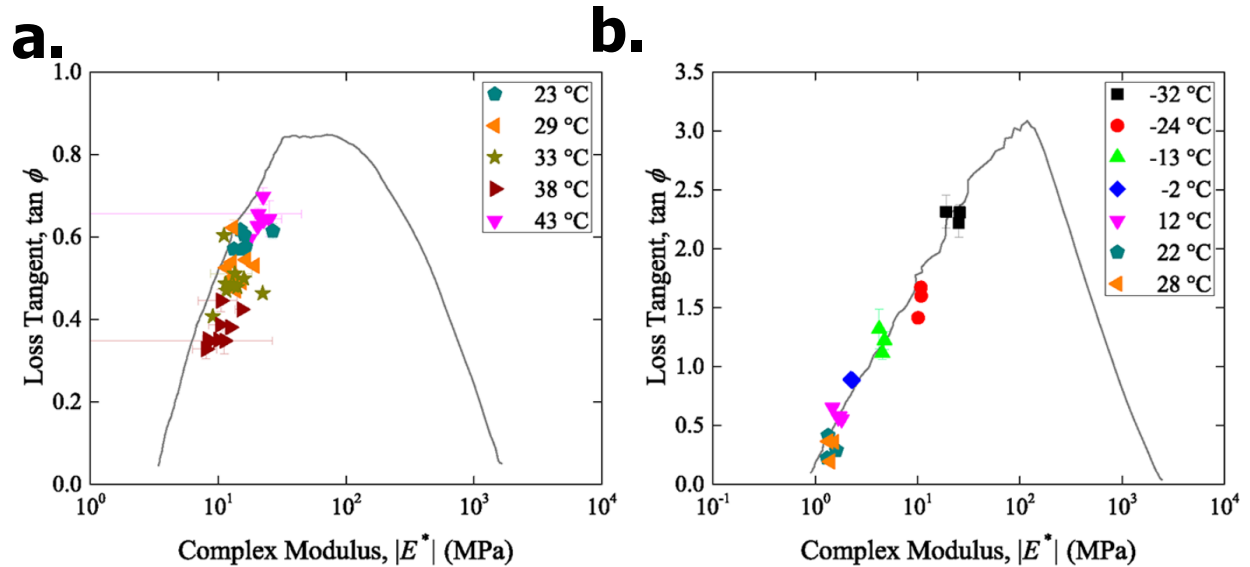 a.
1.0
0.8
0.6
0.4
0.2
0.0
10⁰
10¹
10²
10³
10⁴
Loss Tangent, tan ϕ
Complex Modulus, |E*| (MPa)
23 °C
29 °C
33 °C
38 °C
43 °C
b.
3.5
3.0
2.5
2.0
1.5
1.0
0.5
0.0
10⁻¹
10⁰
10¹
10²
10³
10⁴
Loss Tangent, tan ϕ
Complex Modulus, |E*| (MPa)
-32 °C
-24 °C
-13 °C
-2 °C
12 °C
22 °C
28 °C